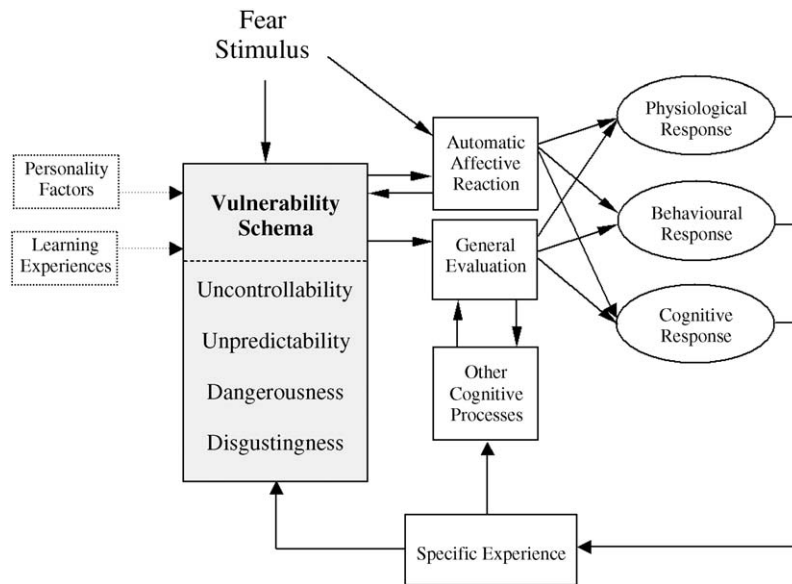 Fear
Stimulus
Personality
Factors
Learning
Experiences
Vulnerability
Schema
Uncontrollability
Unpredictability
Dangerousness
Disgustingness
Automatic
Affective
Reaction
General
Evaluation
Other
Cognitive
Processes
Physiological
Response
Behavioural
Response
Cognitive
Response
Specific Experience